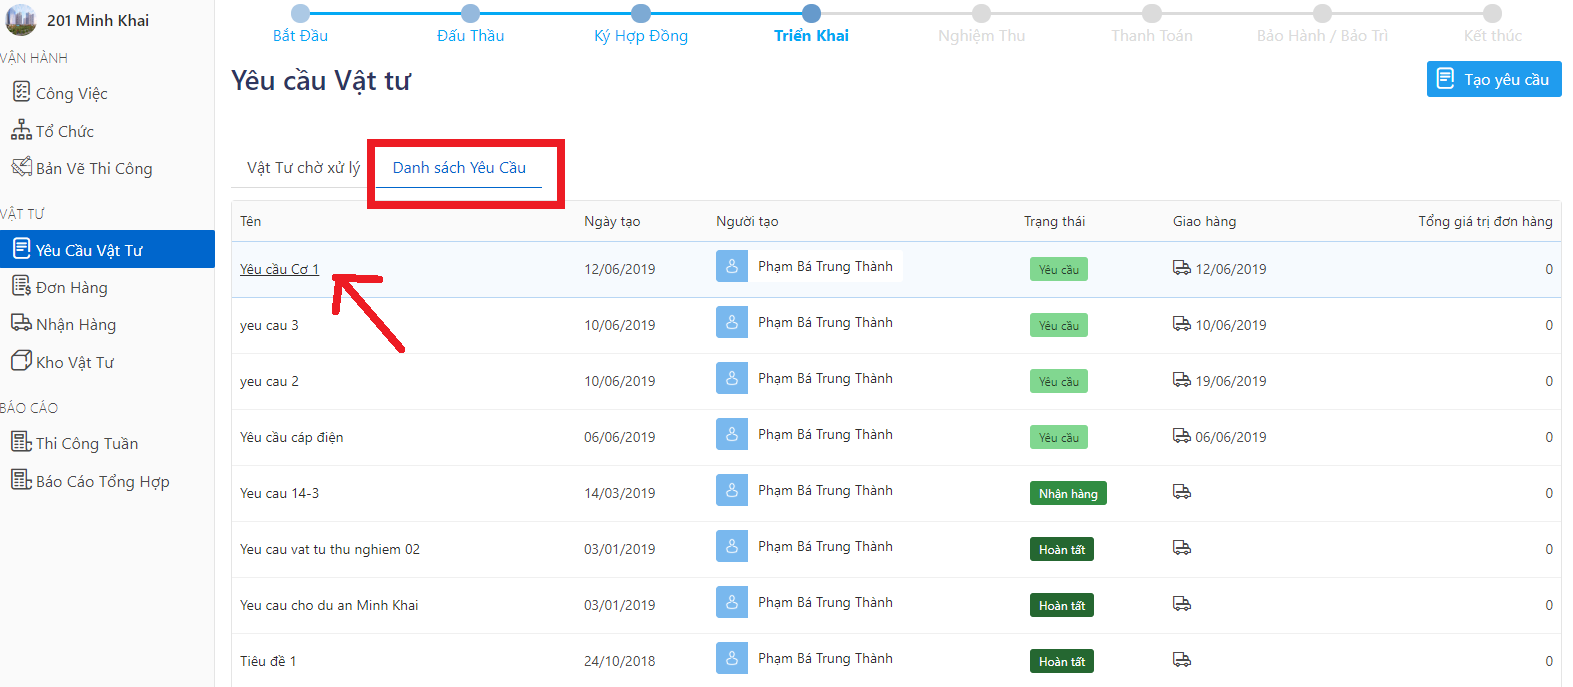 201 Minh Khai
VẬN HÀNH
Công Việc
Tổ Chức
Bản Vẽ Thi Công
VẬT TƯ
Yêu Cầu Vật Tư
Đơn Hàng
Nhận Hàng
Kho Vật Tư
BÁO CÁO
Thi Công Tuần
Báo Cáo Tổng Hợp
Bắt Đầu Đấu Thầu Ký Hợp Đồng Triển Khai Nghiệm Thu Thanh Toán Bảo Hành / Bảo Trì Kết thúc
Yêu cầu Vật tư
Tạo yêu cầu
Vật Tư chờ xử lý Danh sách Yêu Cầu
Tên Ngày tạo Người tạo Trạng thái Giao hàng Tổng giá trị đơn hàng
Yêu cầu Cơ 1 12/06/2019 Phạm Bá Trung Thành Yêu cầu 12/06/2019 0
yeu cau 3 10/06/2019 Phạm Bá Trung Thành Yêu cầu 10/06/2019 0
yeu cau 2 10/06/2019 Phạm Bá Trung Thành Yêu cầu 19/06/2019 0
Yêu cầu cáp điện 06/06/2019 Phạm Bá Trung Thành Yêu cầu 06/06/2019 0
Yeu cau 14-3 14/03/2019 Phạm Bá Trung Thành Nhận hàng 0
Yeu cau vat tu thu nghiem 02 03/01/2019 Phạm Bá Trung Thành Hoàn tất 0
Yeu cau cho du an Minh Khai 03/01/2019 Phạm Bá Trung Thành Hoàn tất 0
Tiêu đề 1 24/10/2018 Phạm Bá Trung Thành Hoàn tất 0